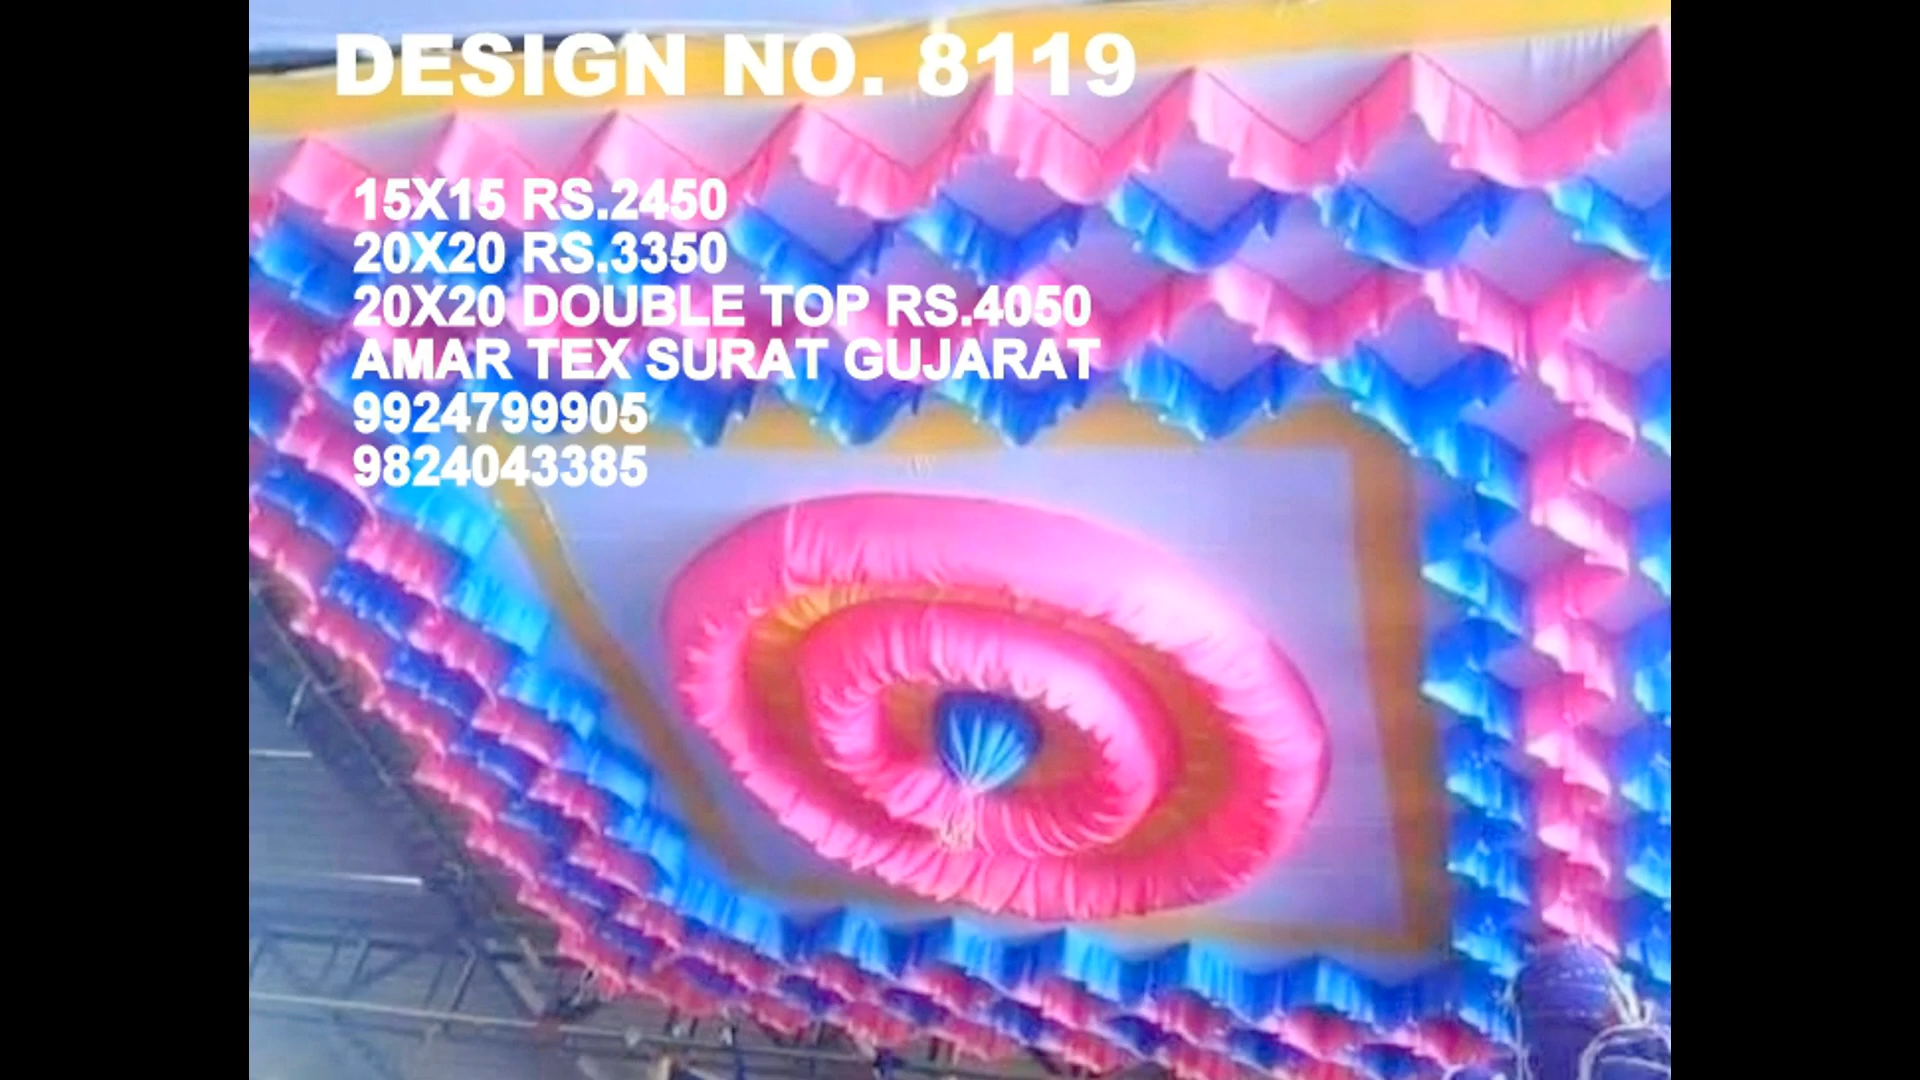 DESIGN NO. 8119
15X15 RS.2450
20X20 RS.3350
20X20 DOUBLE TOP RS.4050
AMAR TEX SURAT GUJARAT
9924799905
9824043385